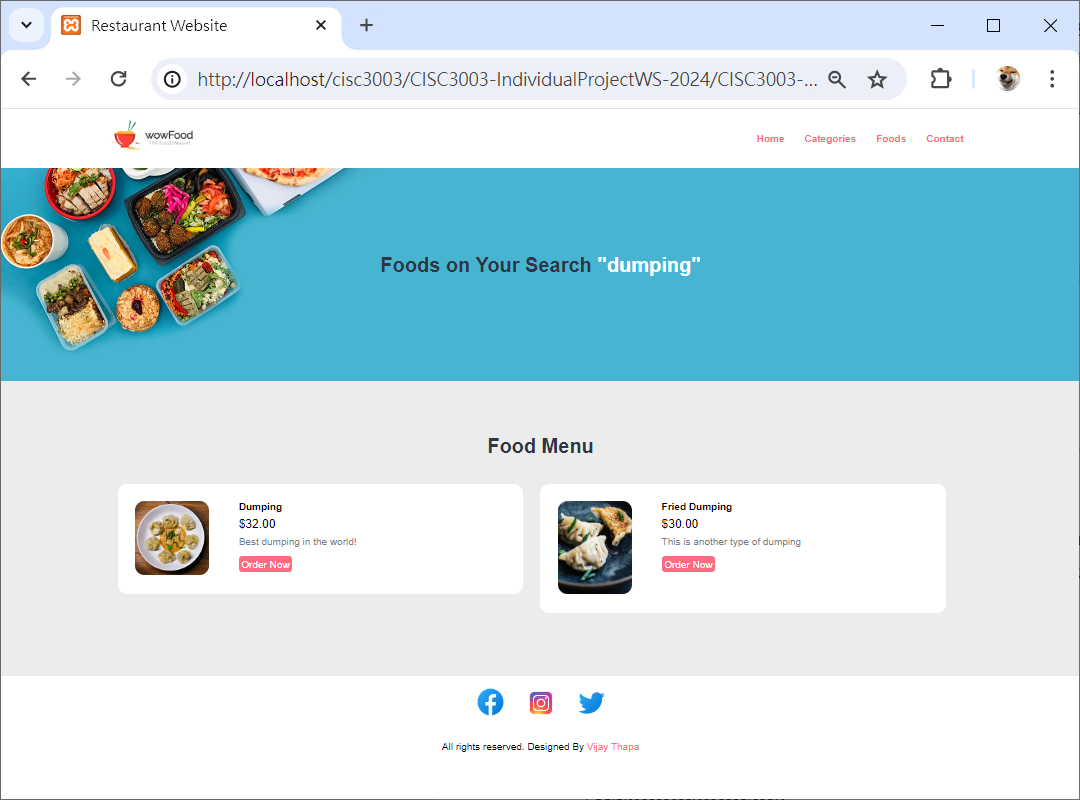 Restaurant Website
http://localhost/cisc3003/CISC3003-IndividualProjectWS-2024/CISC3003-...
wowFood
The Food Heaven
Home Categories Foods Contact
Foods on Your Search "dumping"
Food Menu
Dumping
$32.00
Best dumping in the world!
Order Now
Fried Dumping
$30.00
This is another type of dumping
Order Now
All rights reserved. Designed By Vijay Thapa